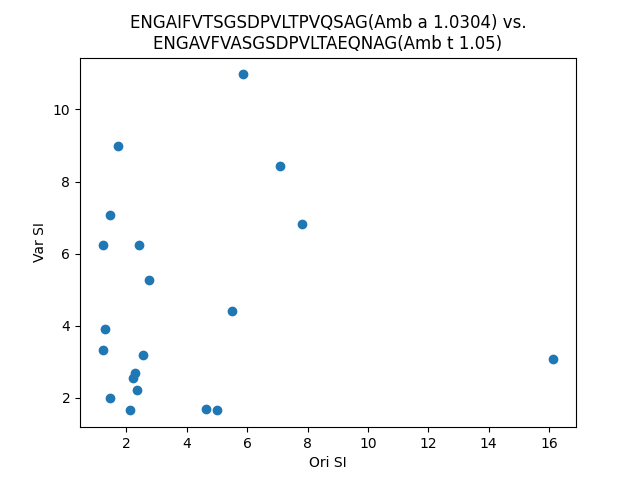 ENGAIFVTSGSDPVLTPVQSAG(Amb a 1.0304) vs.
ENGAVFVASGSDPVLTAEQNAG(Amb t 1.05)
Var SI
10
8
6
4
2
2 4 6 8 10 12 14 16
Ori SI